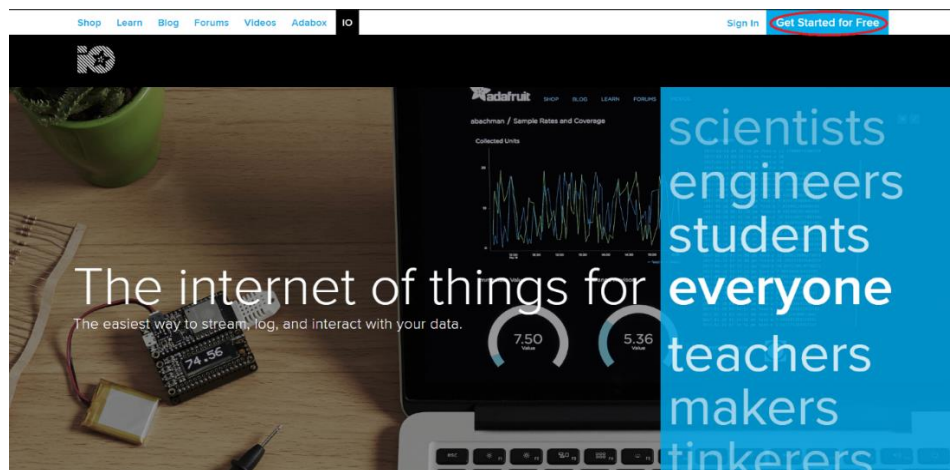 Shop Learn Blog Forums Videos Adabox IO Sign In Get Started for Free
io
adafruit SHOP BLOG LEARN FORUMS
abachman / Sample Rates and Coverage
Collected Units
scientists
engineers
students
The internet of things for everyone
The easiest way to stream, log, and interact with your data.
74.56
7.50
Value
5.36
Value
teachers
makers
tinkerers
esc